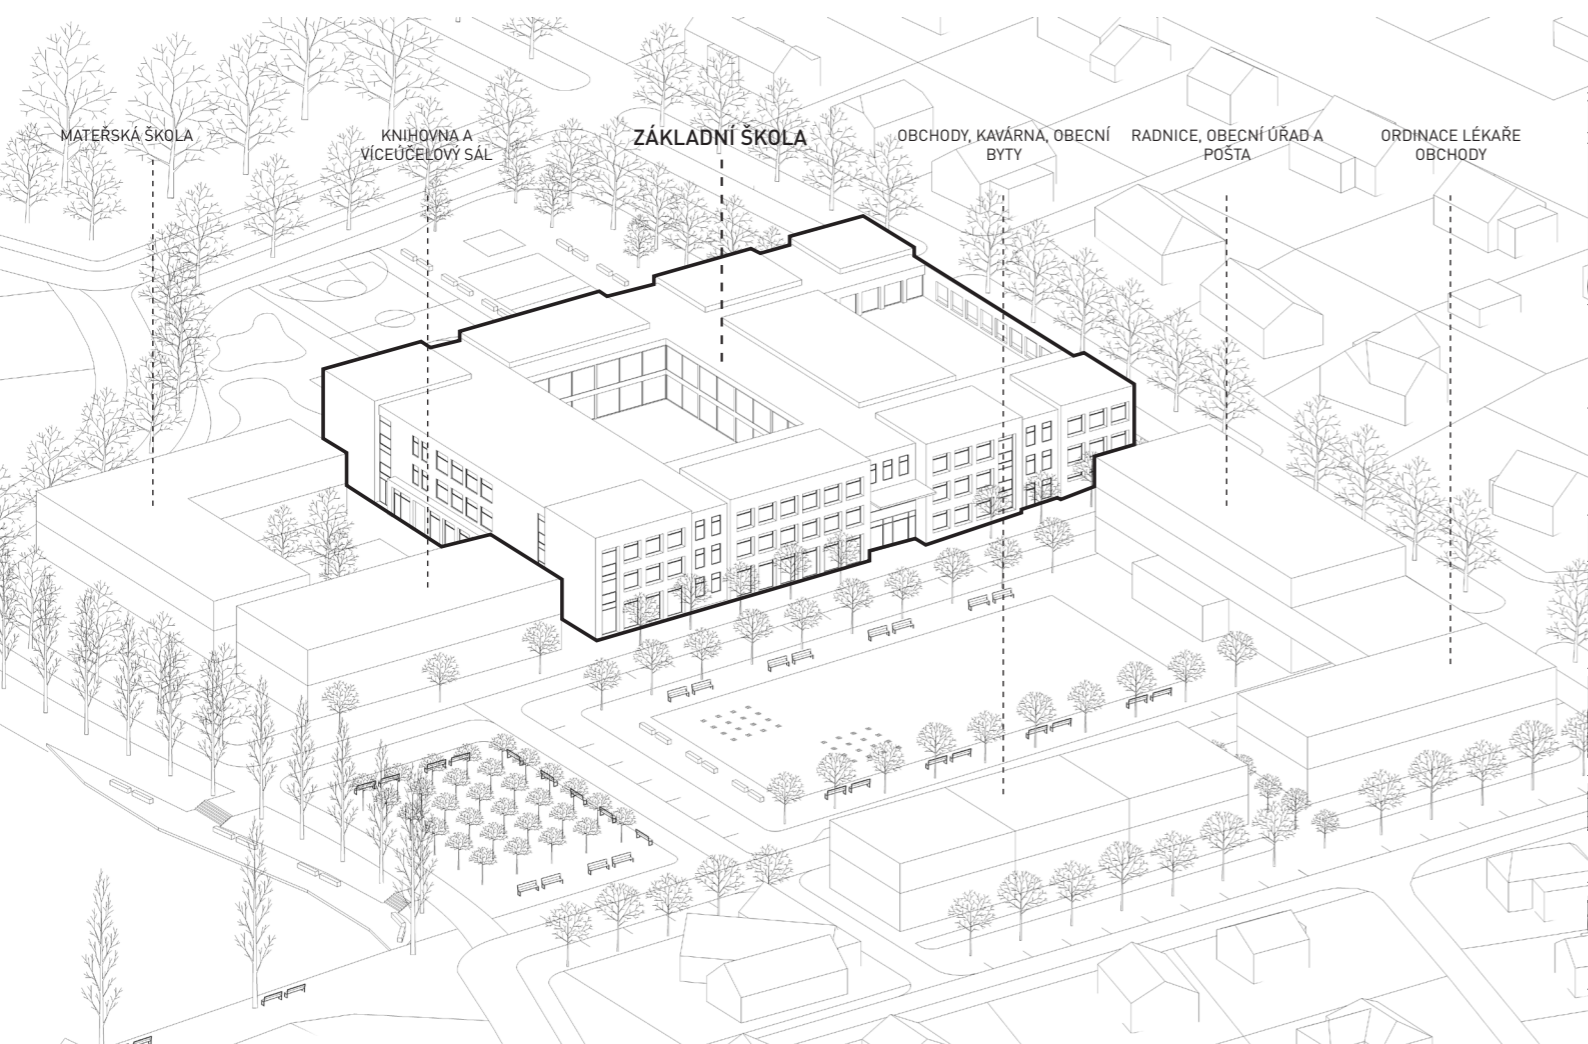 MATEŘSKÁ ŠKOLA
KNIHOVNA A
VÍCEÚČELOVÝ SÁL
ZÁKLADNÍ ŠKOLA
OBCHODY, KAVÁRNA, OBECNÍ
BYTY
RADNICE, OBECNÍ ÚŘAD A
POŠTA
ORDINACE LÉKAŘE
OBCHODY